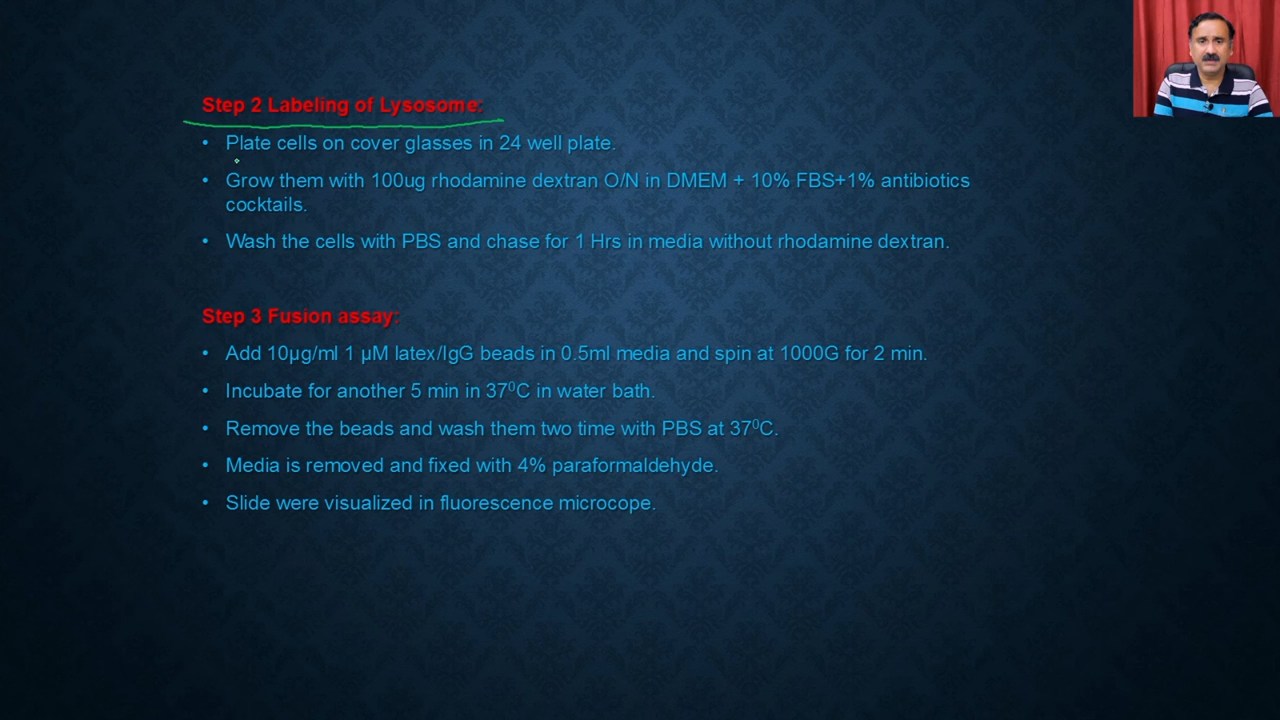 Step 2 Labeling of Lysosome:
• Plate cells on cover glasses in 24 well plate.
• Grow them with 100ug rhodamine dextran O/N in DMEM + 10% FBS+1% antibiotics
cocktails.
• Wash the cells with PBS and chase for 1 Hrs in media without rhodamine dextran.
Step 3 Fusion assay:
• Add 10µg/ml 1 µM latex/IgG beads in 0.5ml media and spin at 1000G for 2 min.
• Incubate for another 5 min in 37⁰C in water bath.
• Remove the beads and wash them two time with PBS at 37⁰C.
• Media is removed and fixed with 4% paraformaldehyde.
• Slide were visualized in fluorescence microcope.